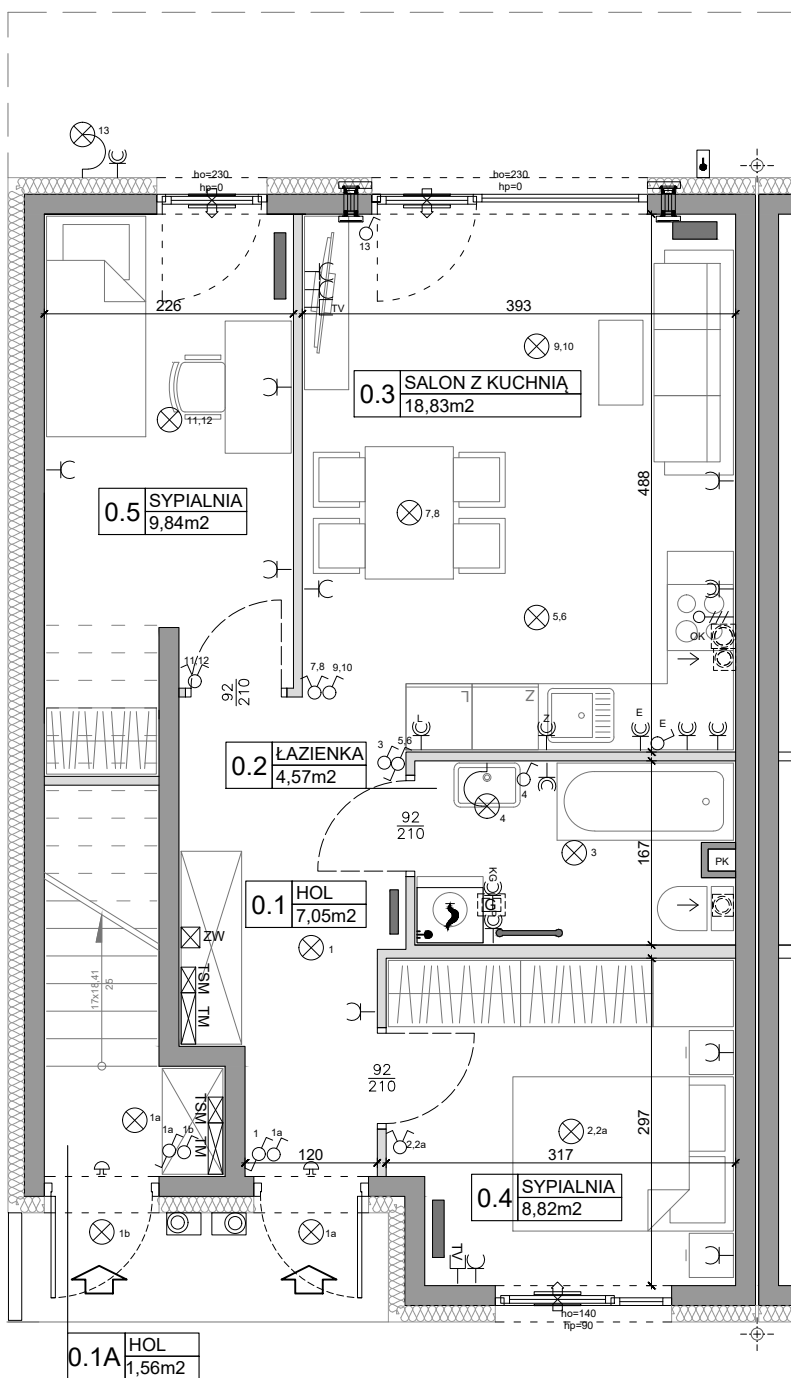 13
ho=230
hp=0
ho=230
hp=0
13
226
TV
393
9,10
0.3 SALON Z KUCHNIĄ
18,83m2
11,12
488
0.5 SYPIALNIA
9,84m2
7,8
5,6
OK
11,12
92
210
7,8
9,10
L
Z
L
Z
E
E
0.2 ŁAZIENKA
4,57m2
3
5,6
4
4
92
210
3
167
PK
KG
G
P
0.1 HOL
7,05m2
ZW
1
TSM
TM
17x18,41
25
92
210
1a
TSM
TM
1a
1b
1
1a
2,2a
2,2a
297
120
317
0.4 SYPIALNIA
8,82m2
1b
1a
TV
ho=140
hp=90
0.1A HOL
1,56m2